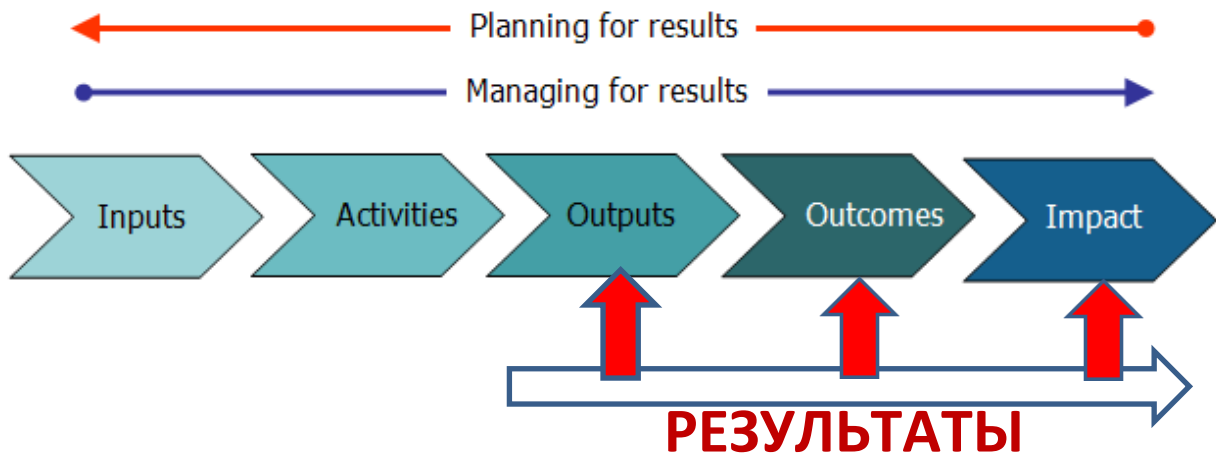 Planning for results
Managing for results
Inputs
Activities
Outputs
Outcomes
Impact
РЕЗУЛЬТАТЫ